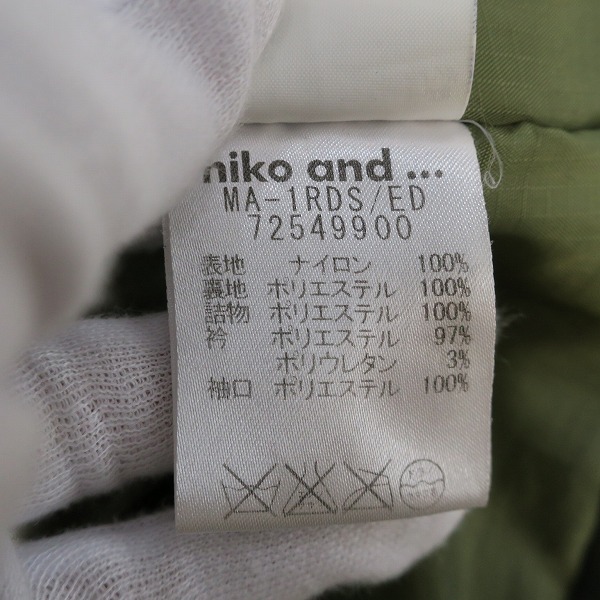 niko and ...
MA-1RDS/ED
72549900
表地 ナイロン 100%
裏地 ポリエステル 100%
詰物 ポリエステル 100%
衿 ポリエステル 97%
ポリウレタン 3%
袖口 ポリエステル 100%